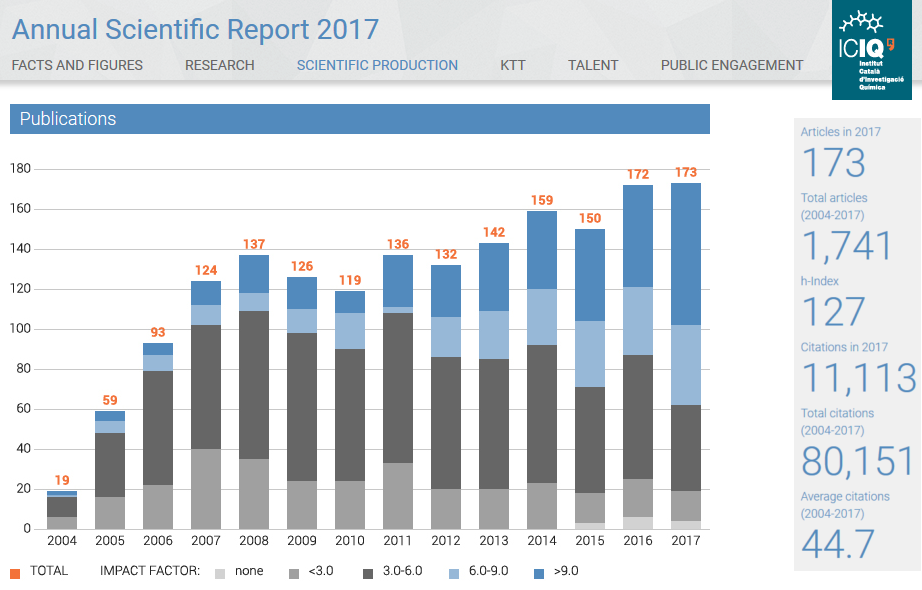 Annual Scientific Report 2017
FACTS AND FIGURES RESEARCH SCIENTIFIC PRODUCTION KTT TALENT PUBLIC ENGAGEMENT
ICIQ
Institut
Català
d'Investigació
Química
Publications
180
160
140
120
100
80
60
40
20
0
19 59 93 124 137 126 119 136 132 142 159 150 172 173
2004 2005 2006 2007 2008 2009 2010 2011 2012 2013 2014 2015 2016 2017
TOTAL IMPACT FACTOR: none <3.0 3.0-6.0 6.0-9.0 >9.0
Articles in 2017
173
Total articles
(2004-2017)
1,741
h-Index
127
Citations in 2017
11,113
Total citations
(2004-2017)
80,151
Average citations
(2004-2017)
44.7